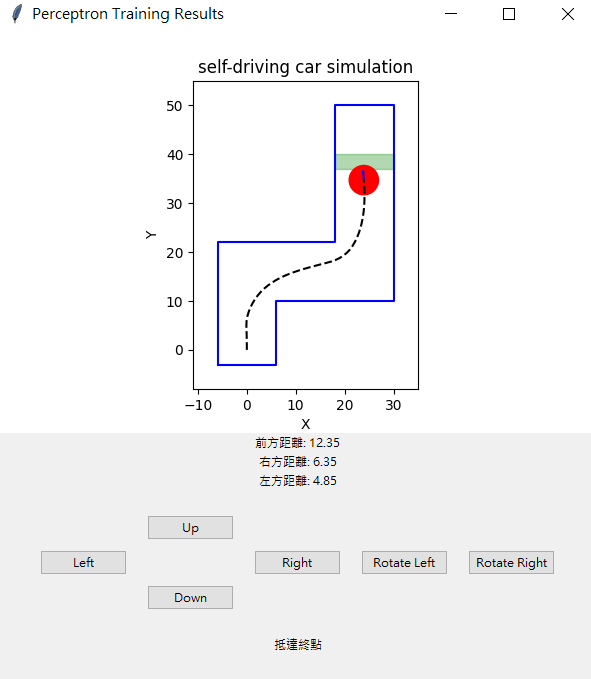 Perceptron Training Results
self-driving car simulation
50
40
30
20
10
0
Y
−10 0 10 20 30
X
前方距離: 12.35
右方距離: 6.35
左方距離: 4.85
Up
Left Right Rotate Left Rotate Right
Down
抵達終點